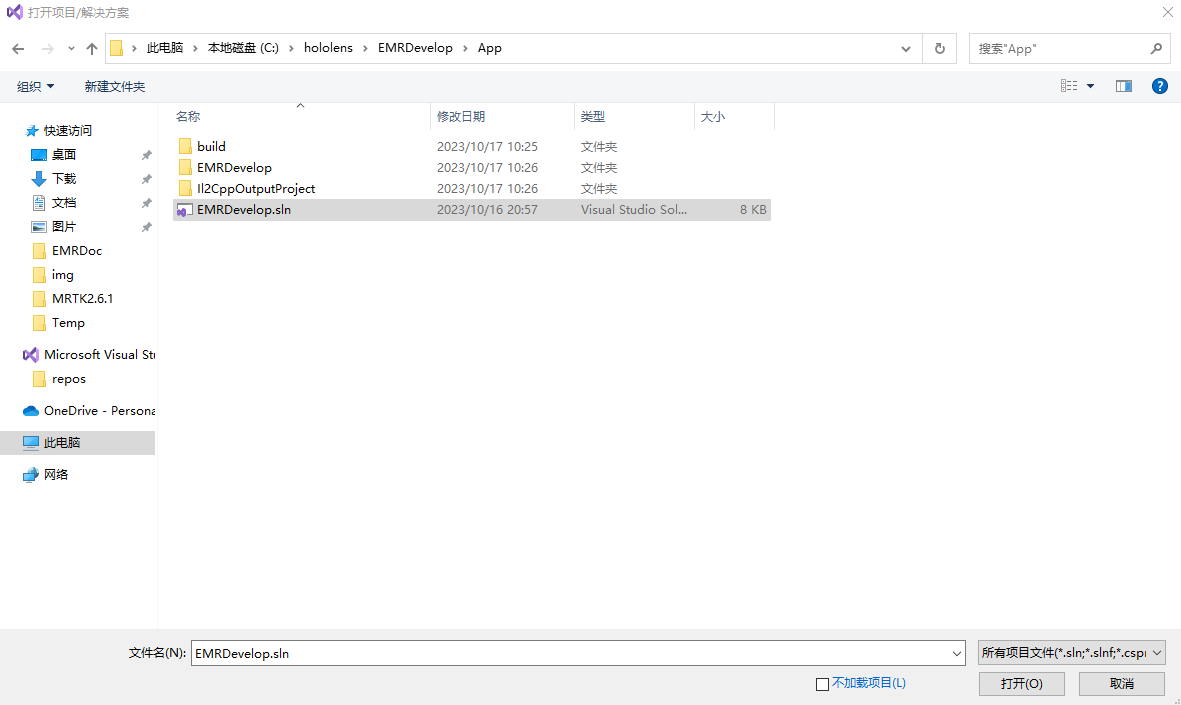 打开项目/解决方案
此电脑 › 本地磁盘 (C:) › hololens › EMRDevelop › App
搜索"App"
组织 新建文件夹
名称 修改日期 类型 大小
build 2023/10/17 10:25 文件夹
EMRDevelop 2023/10/17 10:26 文件夹
Il2CppOutputProject 2023/10/17 10:26 文件夹
EMRDevelop.sln 2023/10/16 20:57 Visual Studio Sol... 8 KB
快速访问
桌面
下载
文档
图片
EMRDoc
img
MRTK2.6.1
Temp
Microsoft Visual Stu
repos
OneDrive - Persona
此电脑
网络
文件名(N): EMRDevelop.sln 所有项目文件(*.sln;*.slnf;*.cspr
不加载项目(L)
打开(O) 取消